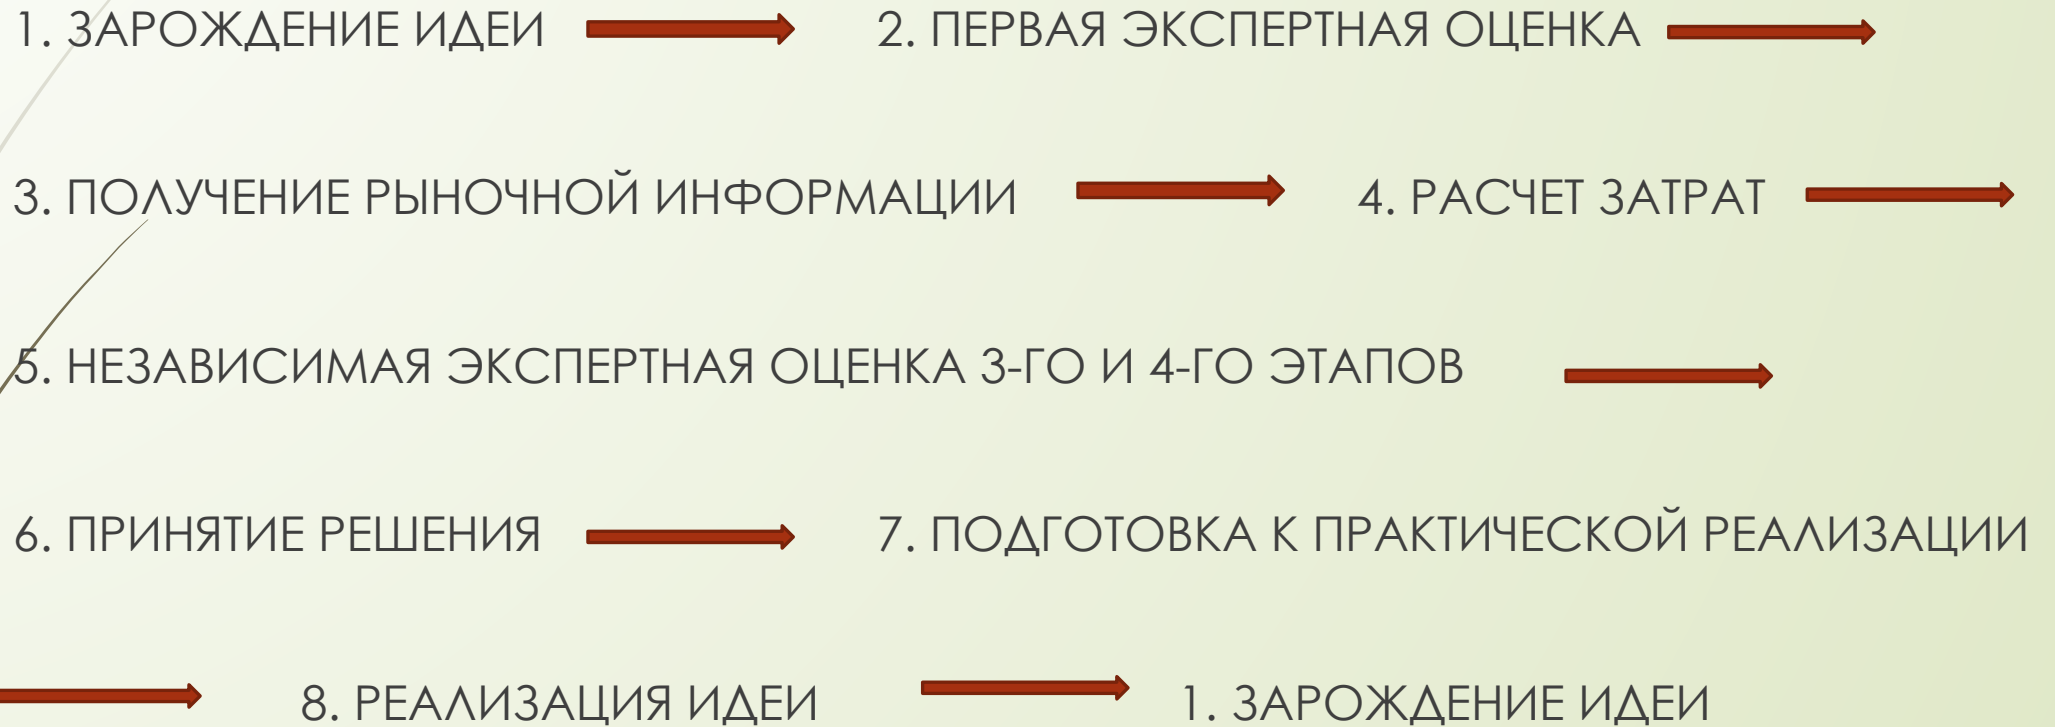 1. ЗАРОЖДЕНИЕ ИДЕИ 2. ПЕРВАЯ ЭКСПЕРТНАЯ ОЦЕНКА
3. ПОЛУЧЕНИЕ РЫНОЧНОЙ ИНФОРМАЦИИ 4. РАСЧЕТ ЗАТРАТ
5. НЕЗАВИСИМАЯ ЭКСПЕРТНАЯ ОЦЕНКА 3-ГО И 4-ГО ЭТАПОВ
6. ПРИНЯТИЕ РЕШЕНИЯ 7. ПОДГОТОВКА К ПРАКТИЧЕСКОЙ РЕАЛИЗАЦИИ
8. РЕАЛИЗАЦИЯ ИДЕИ 1. ЗАРОЖДЕНИЕ ИДЕИ